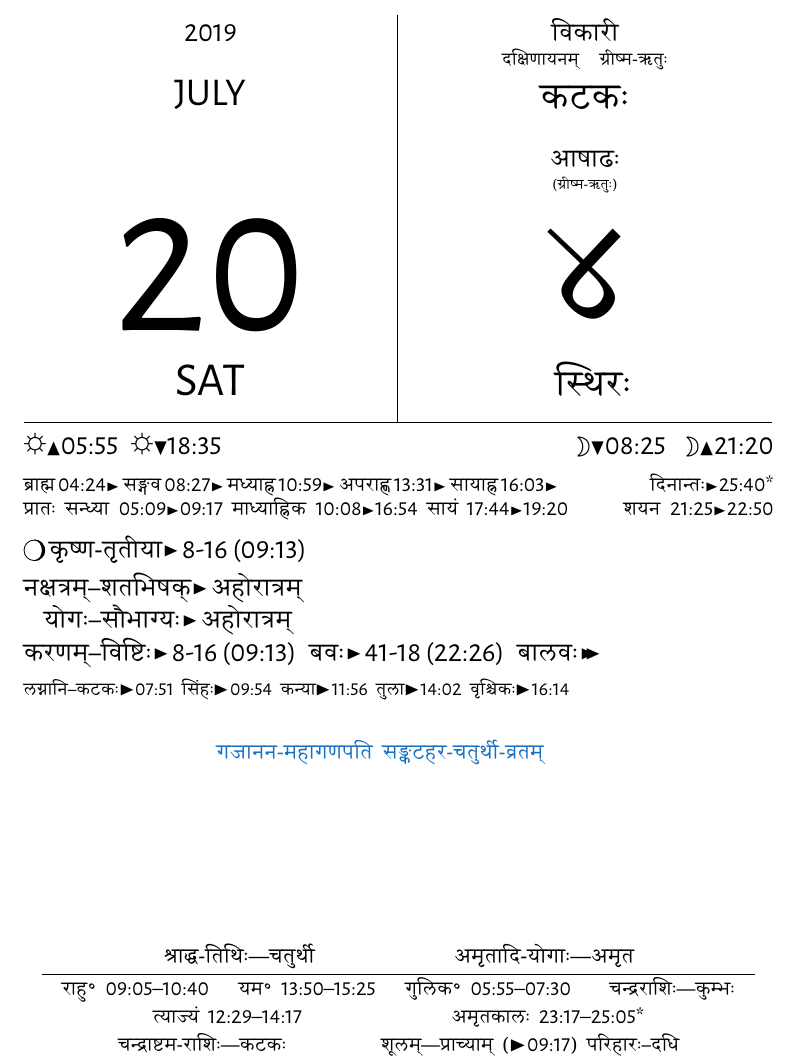 2019
JULY
20
SAT
विकारी
दक्षिणायनम् ग्रीष्म-ऋतुः
कटकः
आषाढः
(ग्रीष्म-ऋतुः)
४
स्थिरः
☼▲05:55 ☼▼18:35 ☽▼08:25 ☽▲21:20
ब्राह्म 04:24► सङ्गव 08:27► मध्याह्न 10:59► अपराह्ण 13:31► सायाह्न 16:03► दिनान्तः►25:40*
प्रातः सन्ध्या 05:09►09:17 माध्याह्निक 10:08►16:54 सायं 17:44►19:20 शयन 21:25►22:50
❍कृष्ण-तृतीया► 8-16 (09:13)
नक्षत्रम्–शतभिषक्► अहोरात्रम्
योगः–सौभाग्यः► अहोरात्रम्
करणम्–विष्टिः► 8-16 (09:13) बवः► 41-18 (22:26) बालवः►►
लग्नानि–कटकः►07:51 सिंहः►09:54 कन्या►11:56 तुला►14:02 वृश्चिकः►16:14
गजानन-महागणपति सङ्कटहर-चतुर्थी-व्रतम्
श्राद्ध-तिथिः—चतुर्थी अमृतादि-योगाः—अमृत
राहु° 09:05–10:40 यम° 13:50–15:25 गुलिक° 05:55–07:30 चन्द्रराशिः—कुम्भः
त्याज्यं 12:29–14:17 अमृतकालः 23:17–25:05*
चन्द्राष्टम-राशिः—कटकः शूलम्—प्राच्याम् (►09:17) परिहारः–दधि